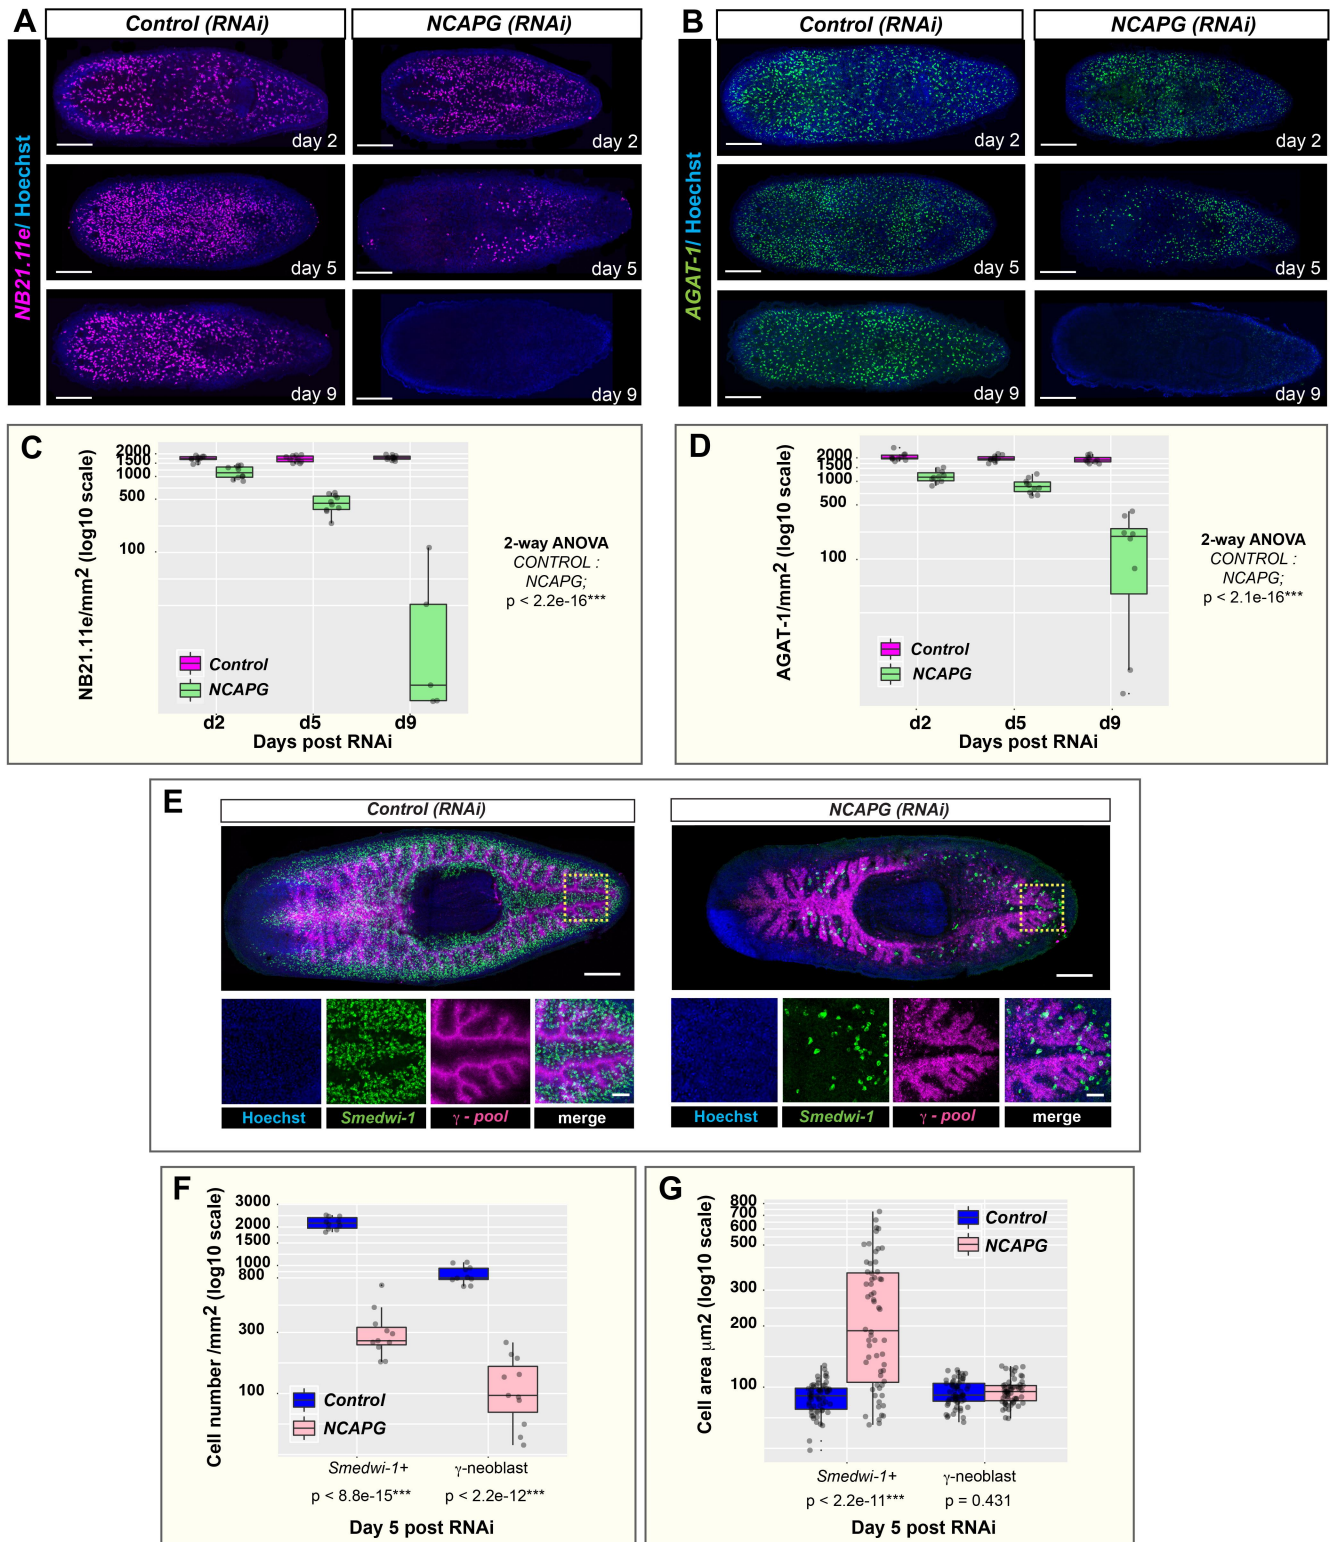 A
Control (RNAi)
NCAPG (RNAi)
NB21.11e/ Hoechst
day 2
day 2
day 5
day 5
day 9
day 9
B
Control (RNAi)
NCAPG (RNAi)
AGAT-1/ Hoechst
day 2
day 2
day 5
day 5
day 9
day 9
C
NB21.11e/mm2 (log10 scale)
2000
1500
1000
500
100
Control
NCAPG
d2 d5 d9
Days post RNAi
2-way ANOVA
CONTROL :
NCAPG;
p < 2.2e-16***
D
AGAT-1/mm2 (log10 scale)
2000
1500
1000
500
100
Control
NCAPG
d2 d5 d9
Days post RNAi
2-way ANOVA
CONTROL :
NCAPG;
p < 2.1e-16***
E
Control (RNAi)
Hoechst Smedwi-1 γ - pool merge
NCAPG (RNAi)
Hoechst Smedwi-1 γ - pool merge
F
Cell number /mm2 (log10 scale)
3000
2000
1500
1000
800
300
100
Control
NCAPG
Smedwi-1+ γ-neoblast
p < 8.8e-15*** p < 2.2e-12***
Day 5 post RNAi
G
Cell area μm2 (log10 scale)
800
700
600
500
300
200
100
Control
NCAPG
Smedwi-1+ γ-neoblast
p < 2.2e-11*** p = 0.431
Day 5 post RNAi